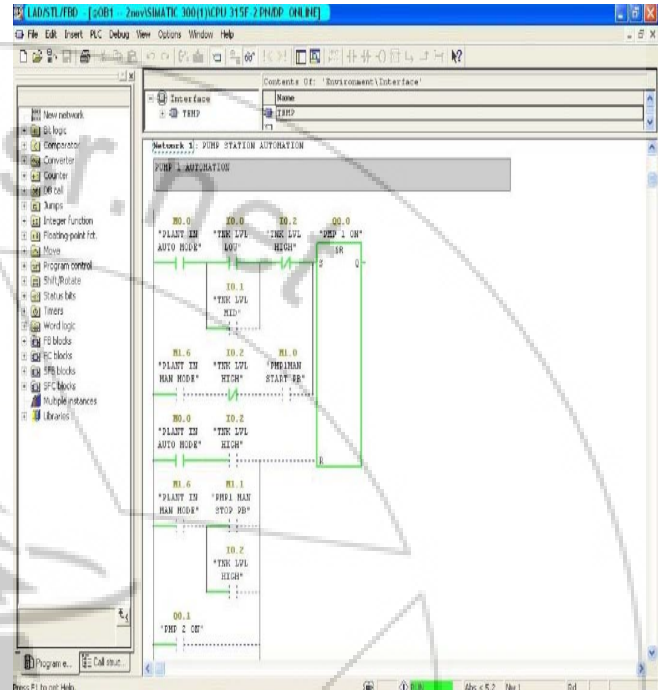 LAD/STL/FBD - [@OB1 -- 2nov\SIMATIC 300(1)\CPU 315F-2 PN/DP ONLINE]
File Edit Insert PLC Debug View Options Window Help
Contents Of: 'Environment\Interface'
Interface
Name
TEMP
TEMP
New network
Bit logic
Comparator
Converter
Counter
DB call
Jumps
Integer function
Floating-point fct.
Move
Program control
Shift/Rotate
Status bits
Timers
Word logic
FB blocks
FC blocks
SFB blocks
SFC blocks
Multiple instances
Libraries
Network 1: PUMP STATION AUTOMATION
PUMP 1 AUTOMATION
M0.0 I0.0 I0.2 Q0.0
"PLANT IN "TNK LVL "TNK LVL "PMP 1 ON"
AUTO MODE" LOW" HIGH" SR
S Q
I0.1
"TNK LVL
MID"
M1.6 I0.2 M1.0
"PLANT IN "TNK LVL "PMP1MAN
MAN MODE" HIGH" START PB"
M0.0 I0.2
"PLANT IN "TNK LVL
AUTO MODE" HIGH"
R
M1.6 M1.1
"PLANT IN "PMP1 MAN
MAN MODE" STOP PB"
I0.2
"TNK LVL
HIGH"
Q0.1
"PMP 2 ON"
Program e... Call struc...
Press F1 to get Help.
RUN Abs < 5.2 Nw 1 Rd